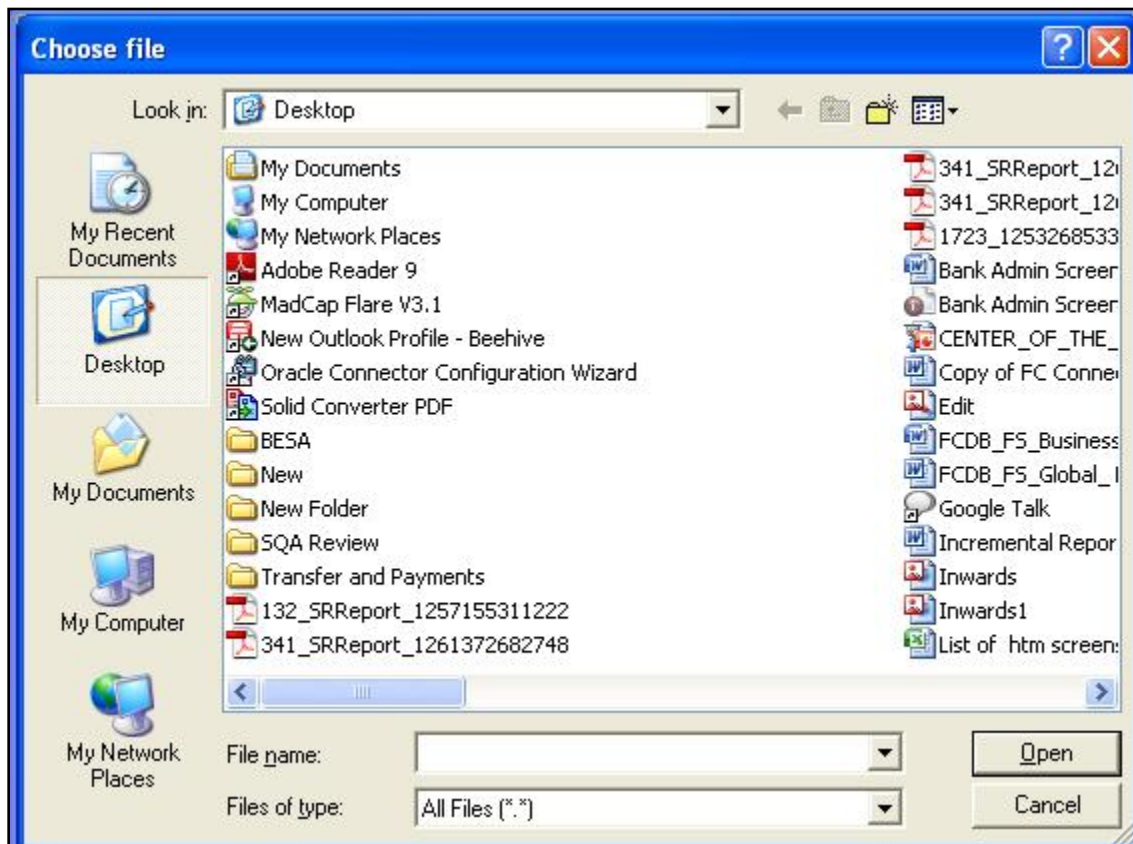 Choose file
Look in:
Desktop
My Recent
Documents
Desktop
My Documents
My Computer
My Network
Places
My Documents
My Computer
My Network Places
Adobe Reader 9
MadCap Flare V3.1
New Outlook Profile - Beehive
Oracle Connector Configuration Wizard
Solid Converter PDF
BESA
New
New Folder
SQA Review
Transfer and Payments
132_SRReport_1257155311222
341_SRReport_1261372682748
341_SRReport_12
341_SRReport_12
1723_1253268533
Bank Admin Screen
Bank Admin Screen
CENTER_OF_THE_
Copy of FC Conne
Edit
FCDB_FS_Business
FCDB_FS_Global_
Google Talk
Incremental Repor
Inwards
Inwards1
List of htm screen
File name:
Open
Files of type:
All Files (*.*)
Cancel